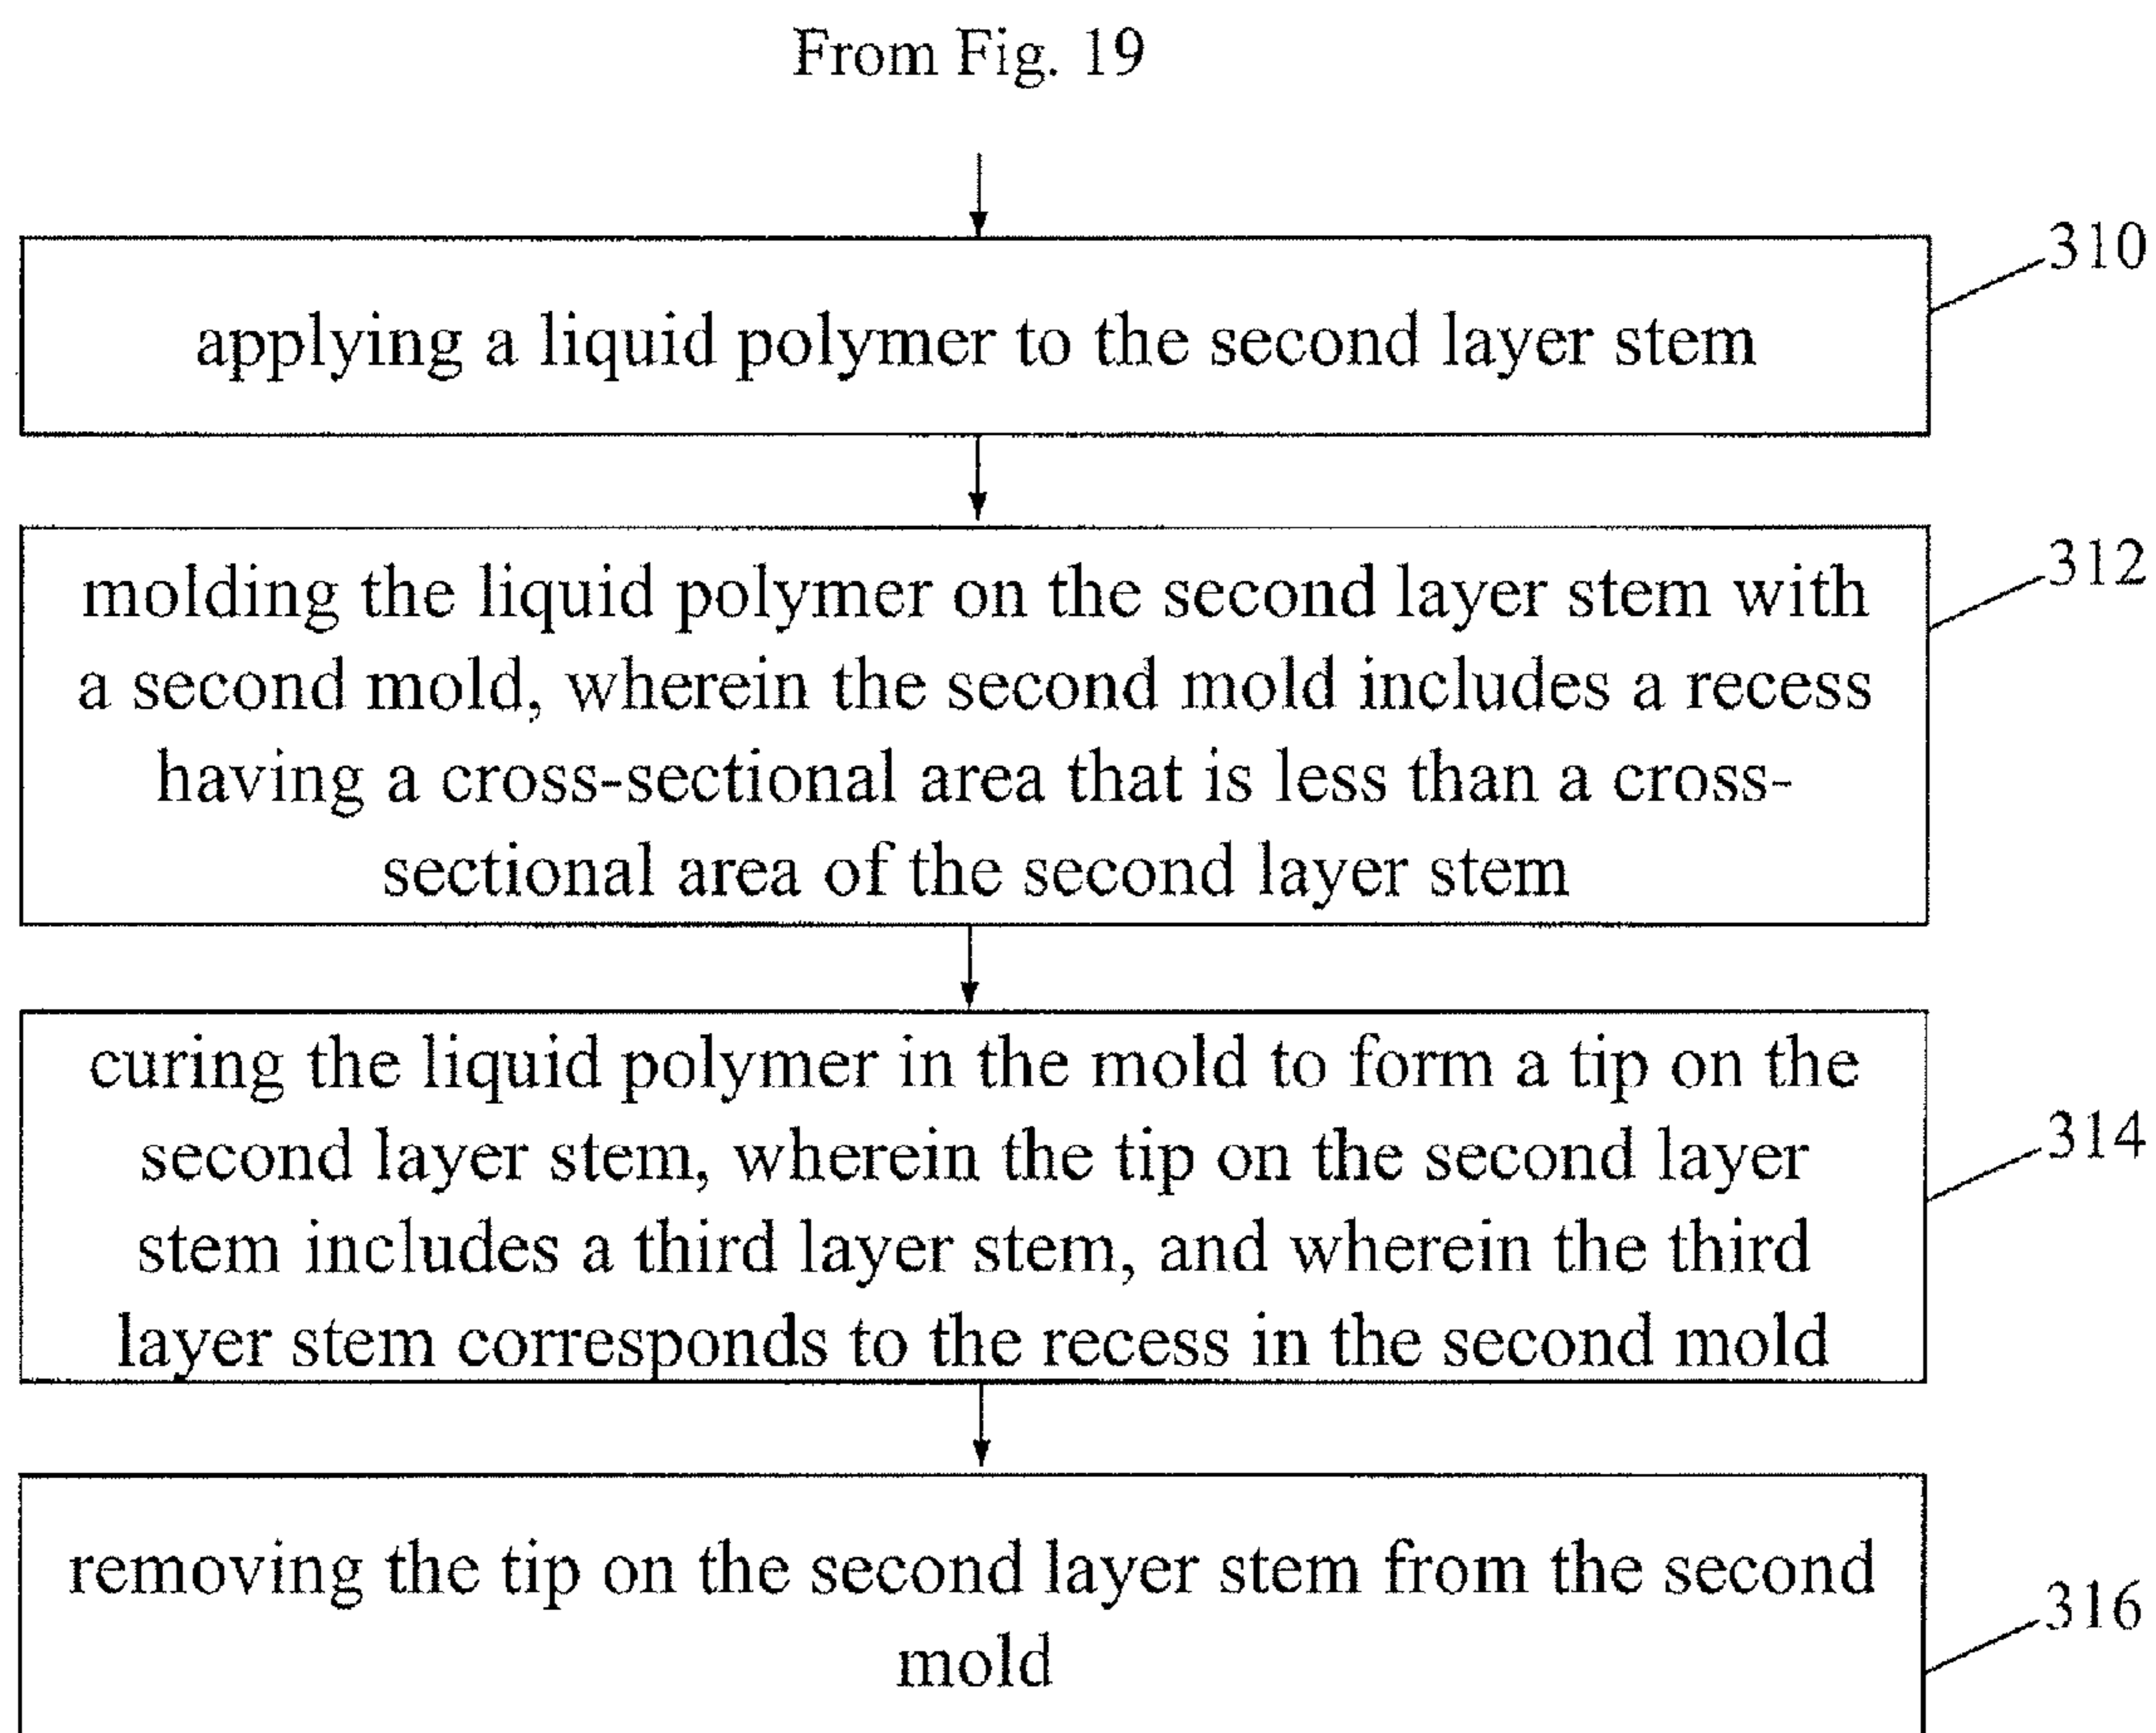 From Fig. 19
310
applying a liquid polymer to the second layer stem
312
molding the liquid polymer on the second layer stem with
a second mold, wherein the second mold includes a recess
having a cross-sectional area that is less than a cross-
sectional area of the second layer stem
curing the liquid polymer in the mold to form a tip on the
314
second layer stem, wherein the tip on the second layer
stem includes a third layer stem, and wherein the third
layer stem corresponds to the recess in the second mold
removing the tip on the second layer stem from the second
316
mold